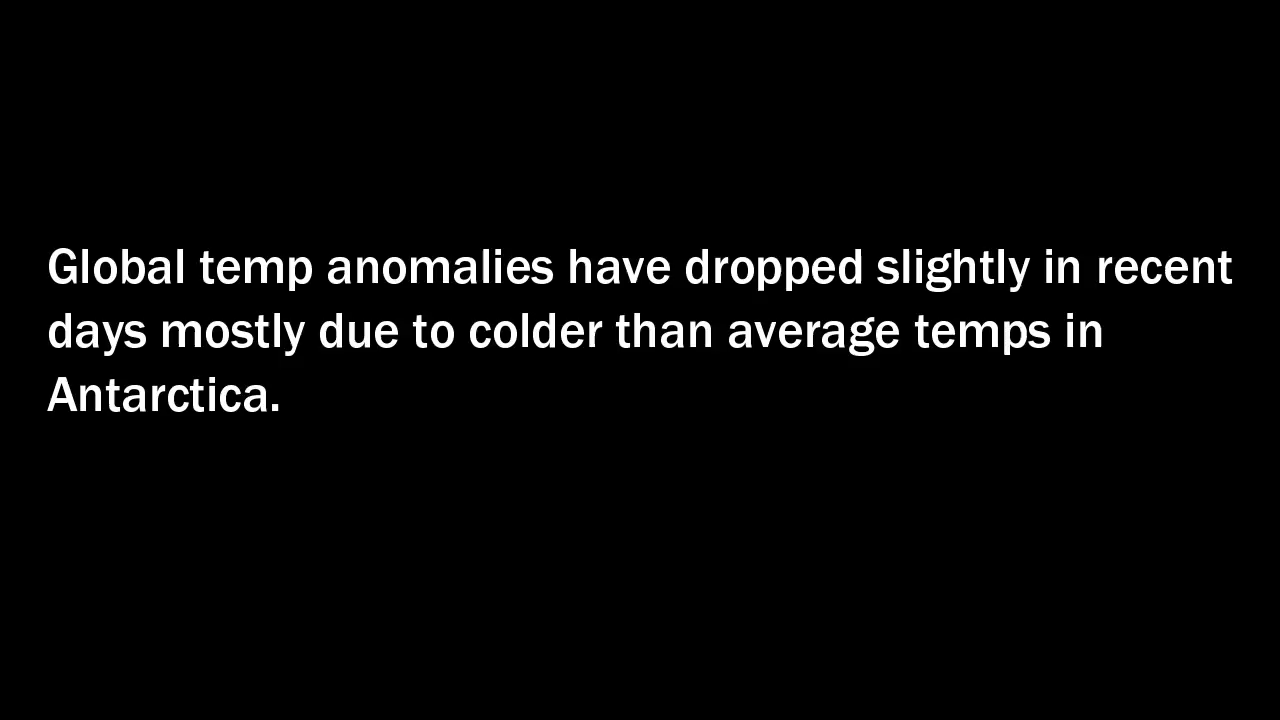 Global temp anomalies have dropped slightly in recent
days mostly due to colder than average temps in
Antarctica.